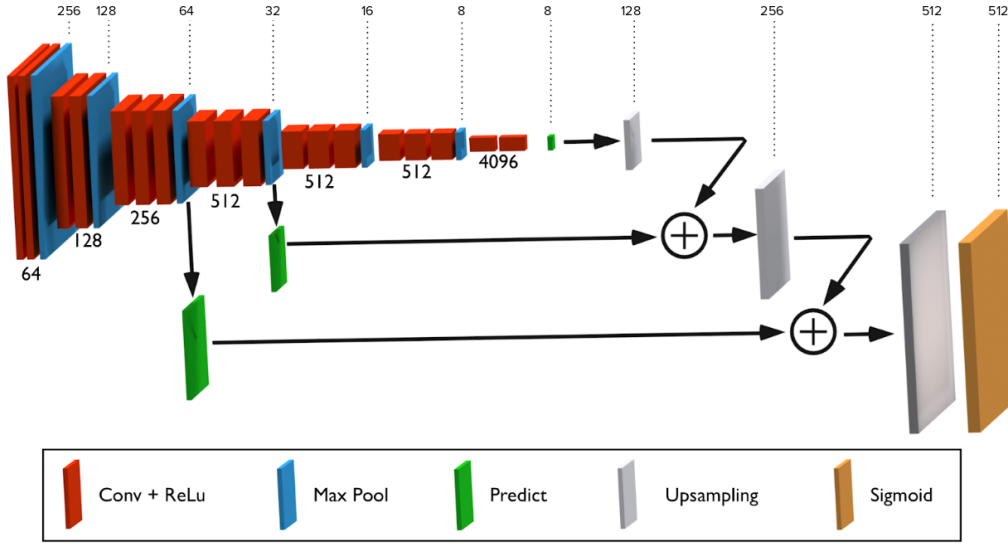 256 128 64 32 16 8 8 128 256 512 512
64
128
256
512
512
512
4096
Conv + ReLu
Max Pool
Predict
Upsampling
Sigmoid